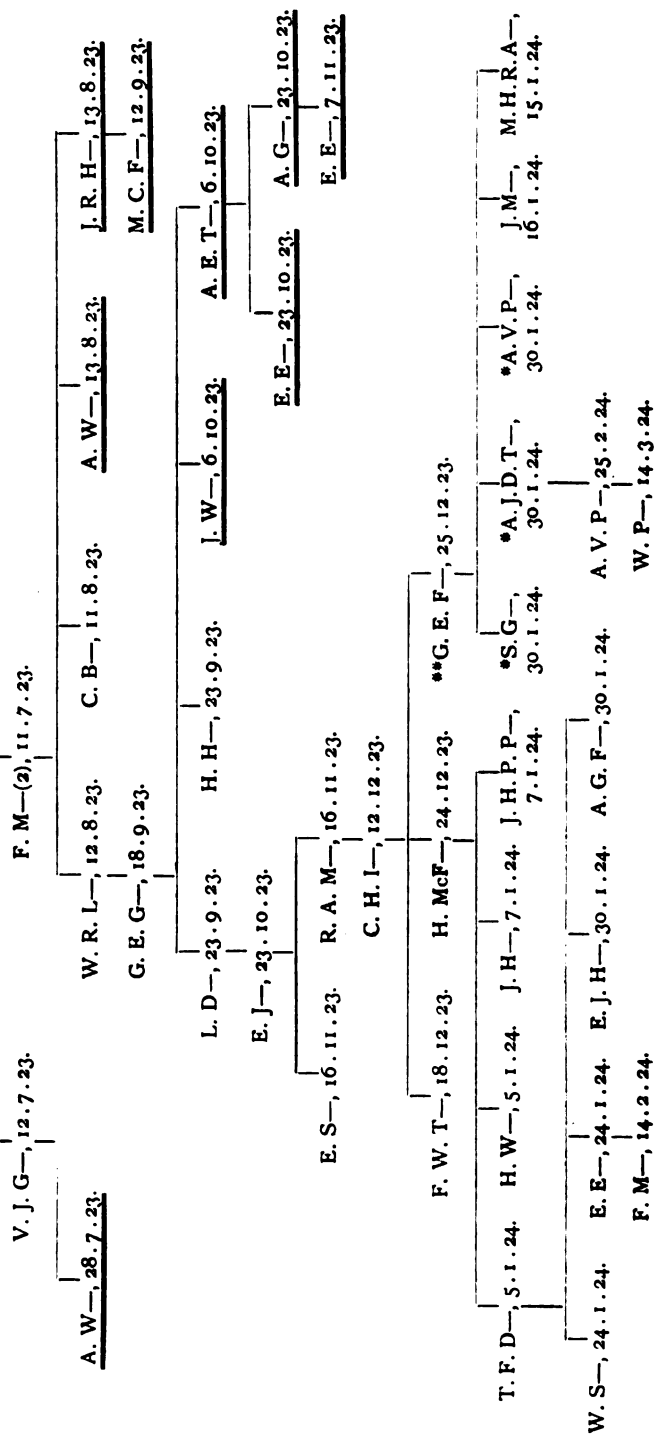 V. J. G—, 12.7.23.
F. M—(2), 11.7.23.
A. W—, 28.7.23.
W. R. L—, 12.8.23.
C. B—, 11.8.23.
A. W—, 13.8.23.
J. R. H—, 13.8.23.
G. E. G—, 18.9.23.
M. C. F—, 12.9.23.
L. D—, 23.9.23.
H. H—, 23.9.23.
J. W—, 6.10.23.
A. E. T—, 6.10.23.
E. J—, 23.10.23.
E. E—, 23.10.23.
A. G—, 23.10.23.
E. S—, 16.11.23.
R. A. M—, 16.11.23.
E. E—, 7.11.23.
C. H. I—, 12.12.23.
F. W. T—, 18.12.23.
H. McF—, 24.12.23.
**G. E. F—, 25.12.23.
T. F. D—, 5.1.24.
H. W—, 5.1.24.
J. H—, 7.1.24.
J. H. P. P—,
7.1.24.
*S. G—,
30.1.24.
*A. J. D. T—,
30.1.24.
*A. V. P—,
30.1.24.
J. M—,
16.1.24.
M. H. R. A—,
15.1.24.
W. S—, 24.1.24.
E. E—, 24.1.24.
E. J. H—, 30.1.24.
A. G. F—, 30.1.24.
A. V. P—, 25.2.24.
F. M—, 14.2.24.
W. P—, 14.3.24.